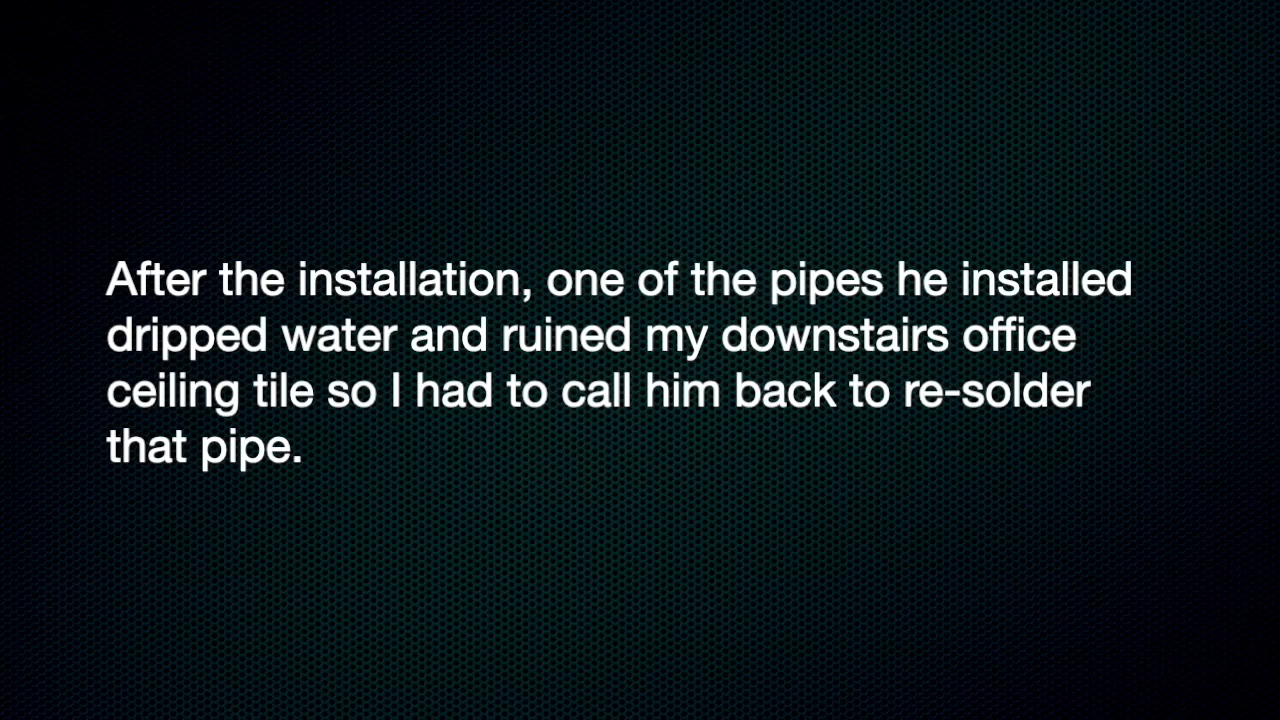 After the installation, one of the pipes he installed
dripped water and ruined my downstairs office
ceiling tile so I had to call him back to re-solder
that pipe.